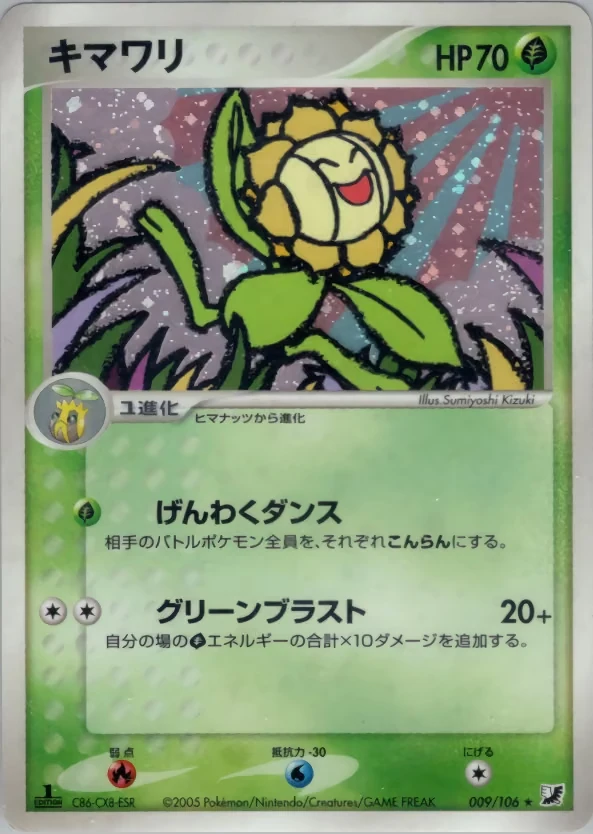 キマワリ
HP70
Illus. Sumiyoshi Kizuki
1進化
ヒマナッツから進化
げんわくダンス
相手のバトルポケモン全員を、それぞれこんらんにする。
グリーンブラスト 20+
自分の場のエネルギーの合計×10ダメージを追加する。
弱点 抵抗力 -30 にげる
1
EDITION
C86-CX8-ESR ©2005 Pokémon/Nintendo/Creatures/GAME FREAK 009/106 ★